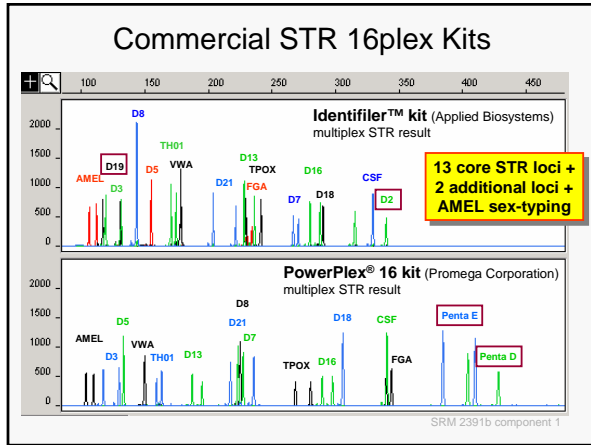 Commercial STR 16plex Kits
100 150 200 250 300 350 400 450
D8
Identifiler™ kit (Applied Biosystems)
multiplex STR result
2000
1500
1000
500
0
AMEL
D19
D3
D5
TH01
VWA
D21
D13
FGA
TPOX
D7
D16
D18
CSF
D2
13 core STR loci +
2 additional loci +
AMEL sex-typing
PowerPlex® 16 kit (Promega Corporation)
multiplex STR result
2000
1500
1000
500
0
AMEL
D3
D5
VWA
TH01
D13
D21
D8
D7
TPOX
D16
D18
CSF
FGA
Penta E
Penta D
SRM 2391b component 1